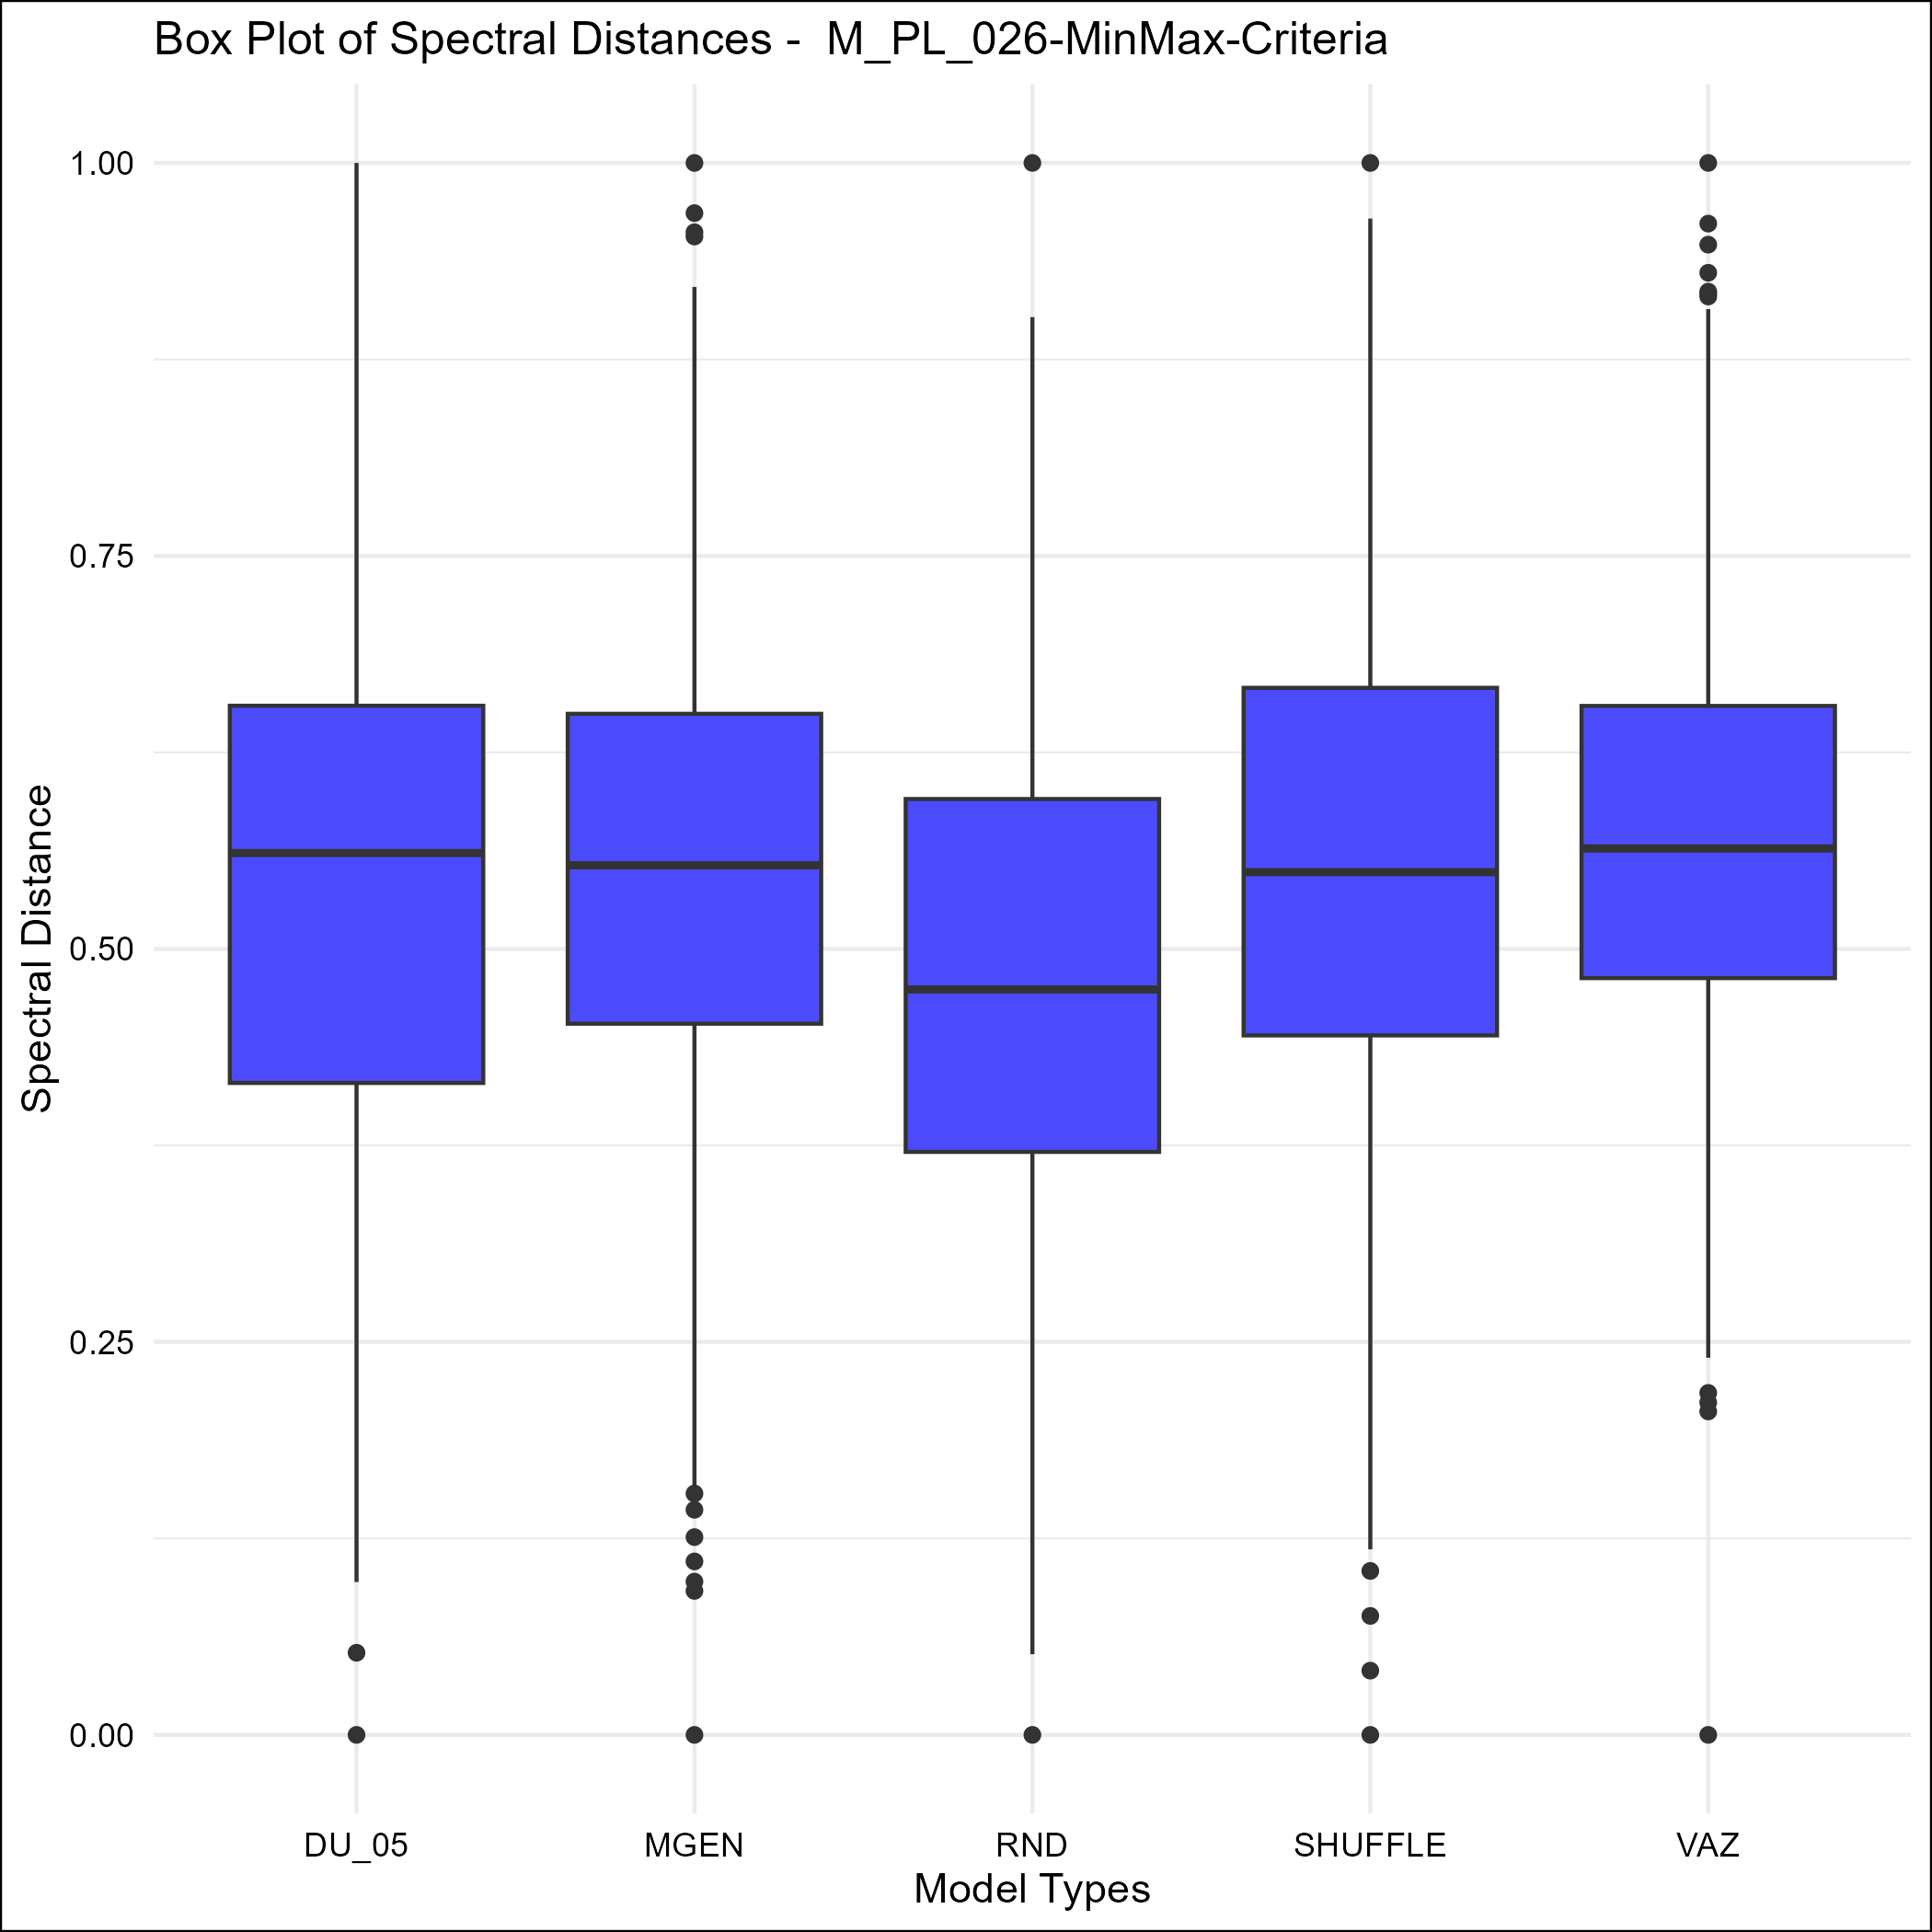 Box Plot of Spectral Distances -  M_PL_026-MinMax-Criteria
1.00
0.75
0.50
0.25
0.00
Spectral Distance
DU_05
MGEN
RND
SHUFFLE
VAZ
Model Types